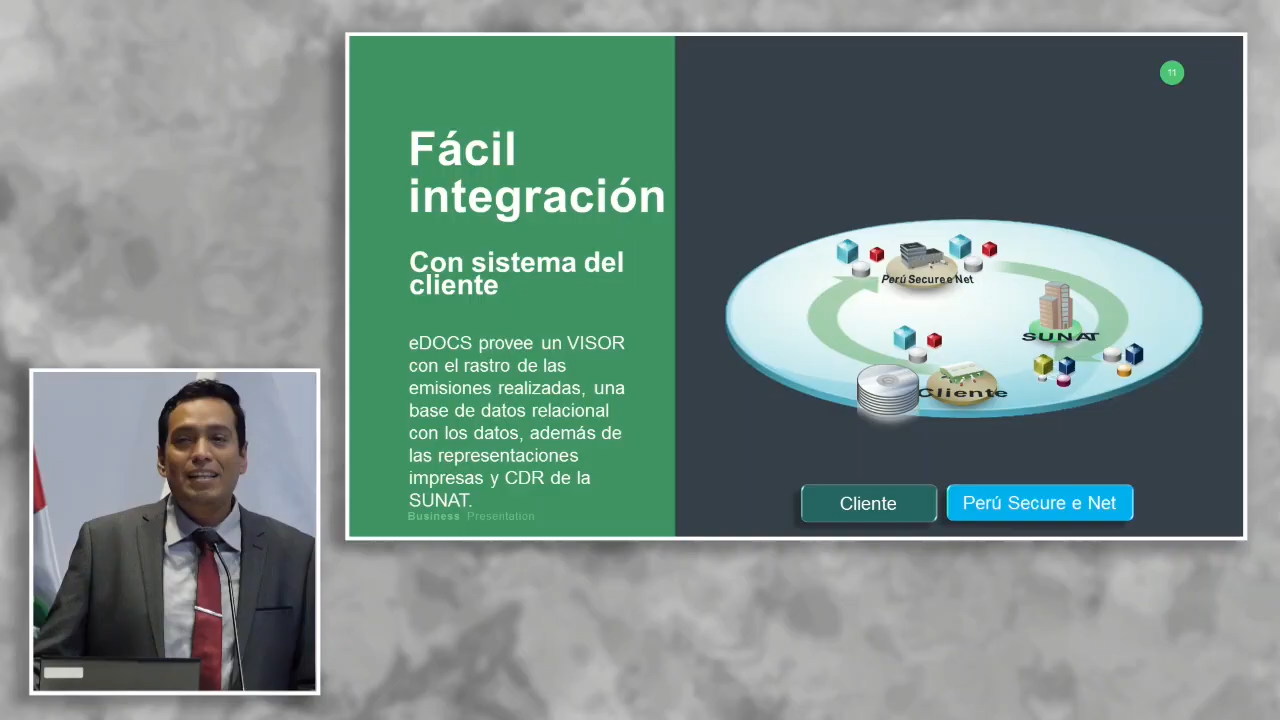 11
Fácil
integración
Con sistema del
cliente
eDOCS provee un VISOR
con el rastro de las
emisiones realizadas, una
base de datos relacional
con los datos, además de
las representaciones
impresas y CDR de la
SUNAT.
Business Presentation
Perú Secure e Net
SUNAT
Cliente
Cliente
Perú Secure e Net